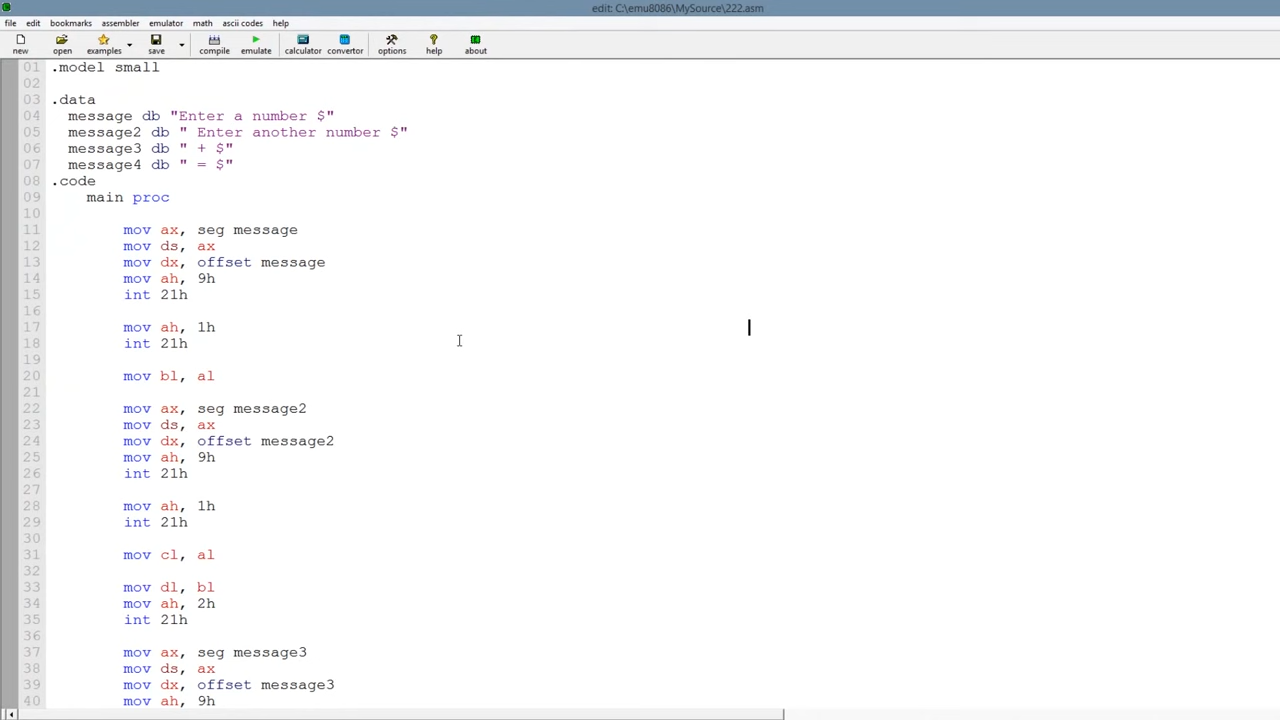 edit: C:\emu8086\MySource\222.asm
file edit bookmarks assembler emulator math ascii codes help
new open examples save compile emulate calculator convertor options help about
01 .model small
02
03 .data
04 message db "Enter a number $"
05 message2 db " Enter another number $"
06 message3 db " + $"
07 message4 db " = $"
08 .code
09 main proc
10
11 mov ax, seg message
12 mov ds, ax
13 mov dx, offset message
14 mov ah, 9h
15 int 21h
16
17 mov ah, 1h
18 int 21h
19
20 mov bl, al
21
22 mov ax, seg message2
23 mov ds, ax
24 mov dx, offset message2
25 mov ah, 9h
26 int 21h
27
28 mov ah, 1h
29 int 21h
30
31 mov cl, al
32
33 mov dl, bl
34 mov ah, 2h
35 int 21h
36
37 mov ax, seg message3
38 mov ds, ax
39 mov dx, offset message3
40 mov ah, 9h